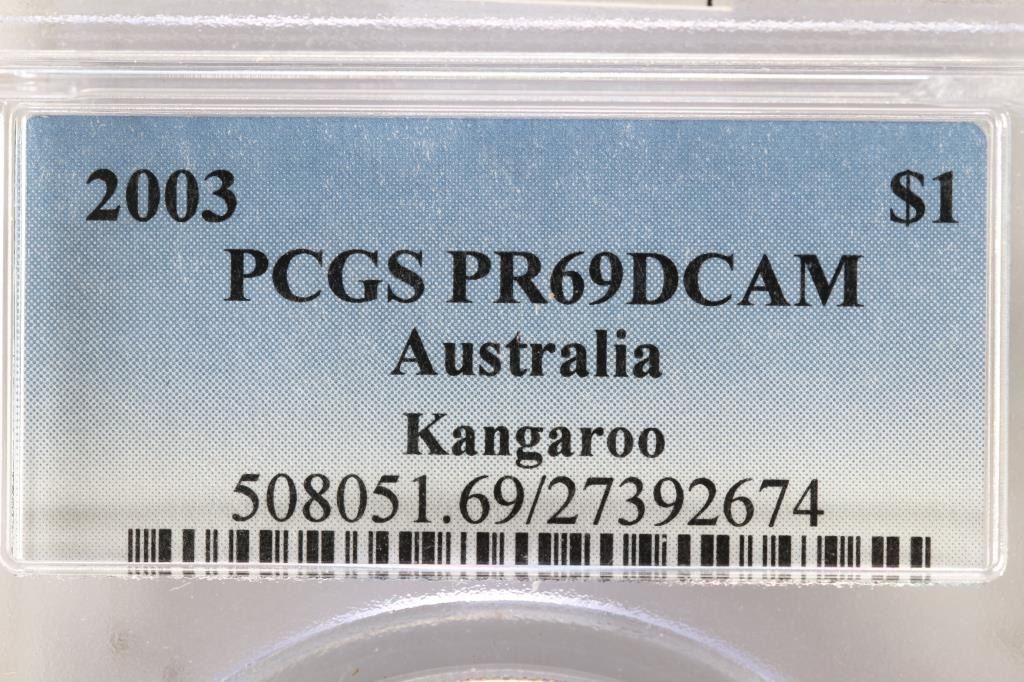 2003 $1
PCGS PR69DCAM
Australia
Kangaroo
508051.69/27392674